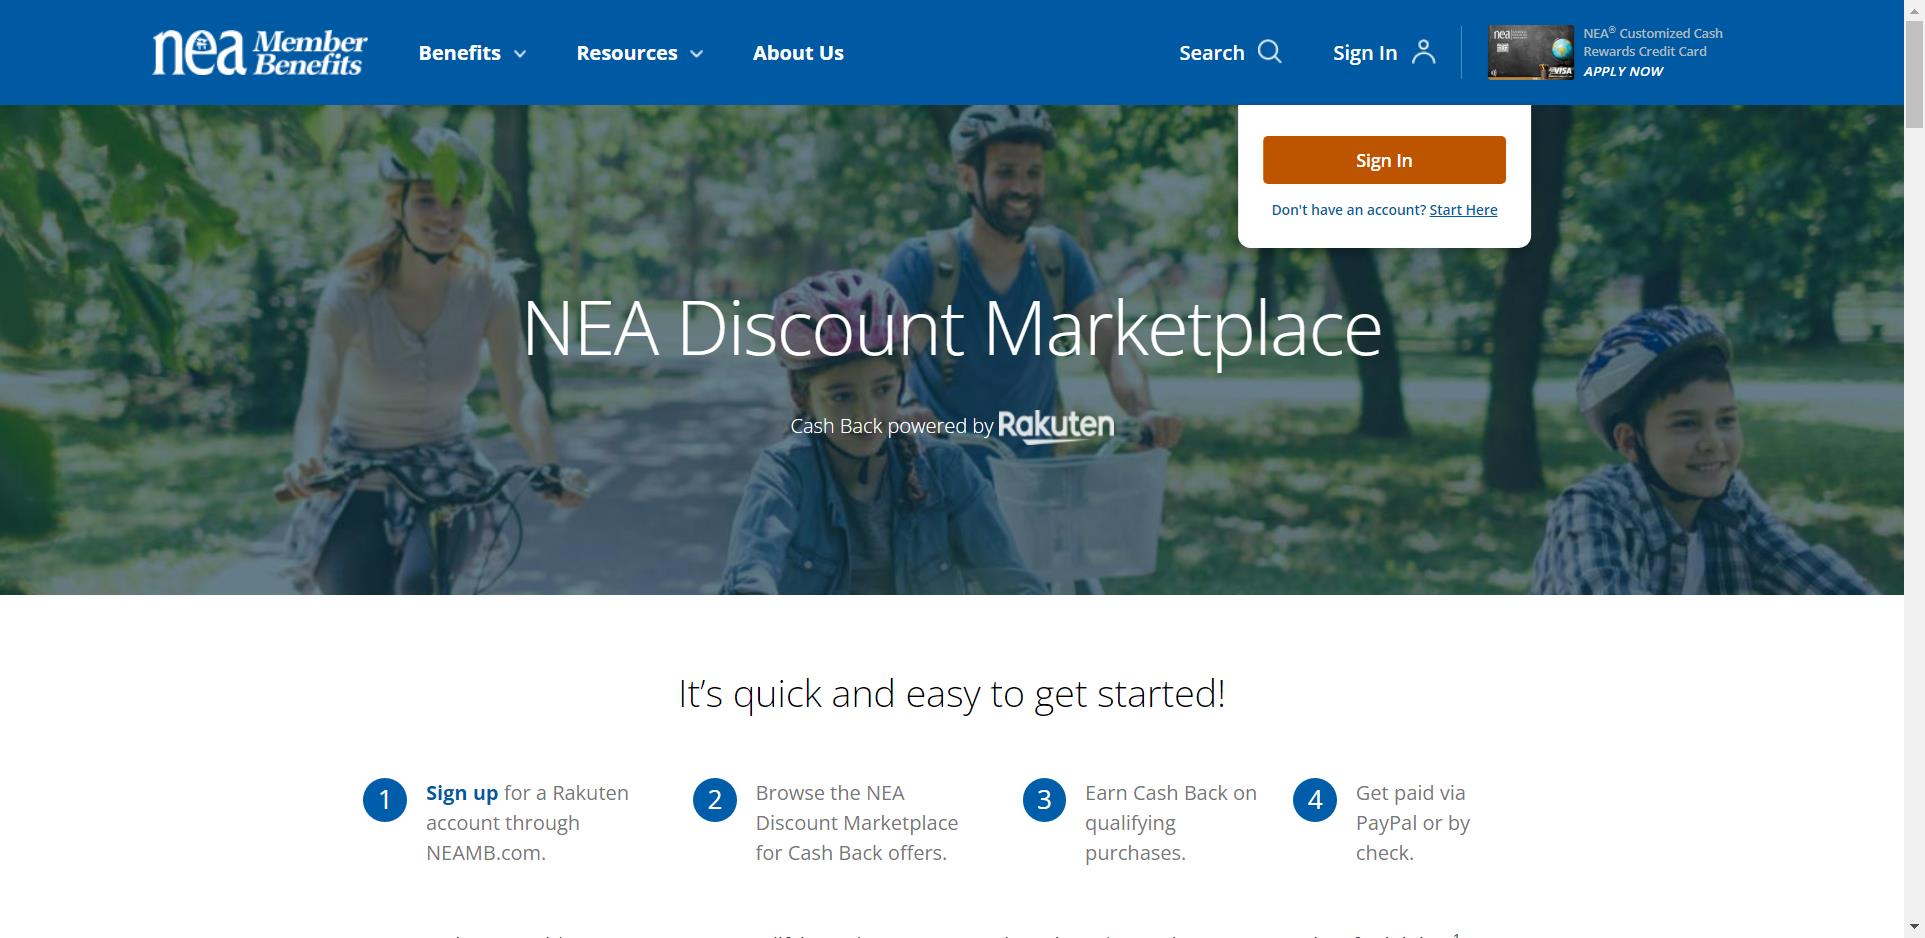 nea Member Benefits
Benefits
Resources
About Us
Search
Sign In
nea
VISA
NEA® Customized Cash
Rewards Credit Card
APPLY NOW
Sign In
Don't have an account? Start Here
NEA Discount Marketplace
Cash Back powered by Rakuten
It’s quick and easy to get started!
1
Sign up for a Rakuten
account through
NEAMB.com.
2
Browse the NEA
Discount Marketplace
for Cash Back offers.
3
Earn Cash Back on
qualifying
purchases.
4
Get paid via
PayPal or by
check.